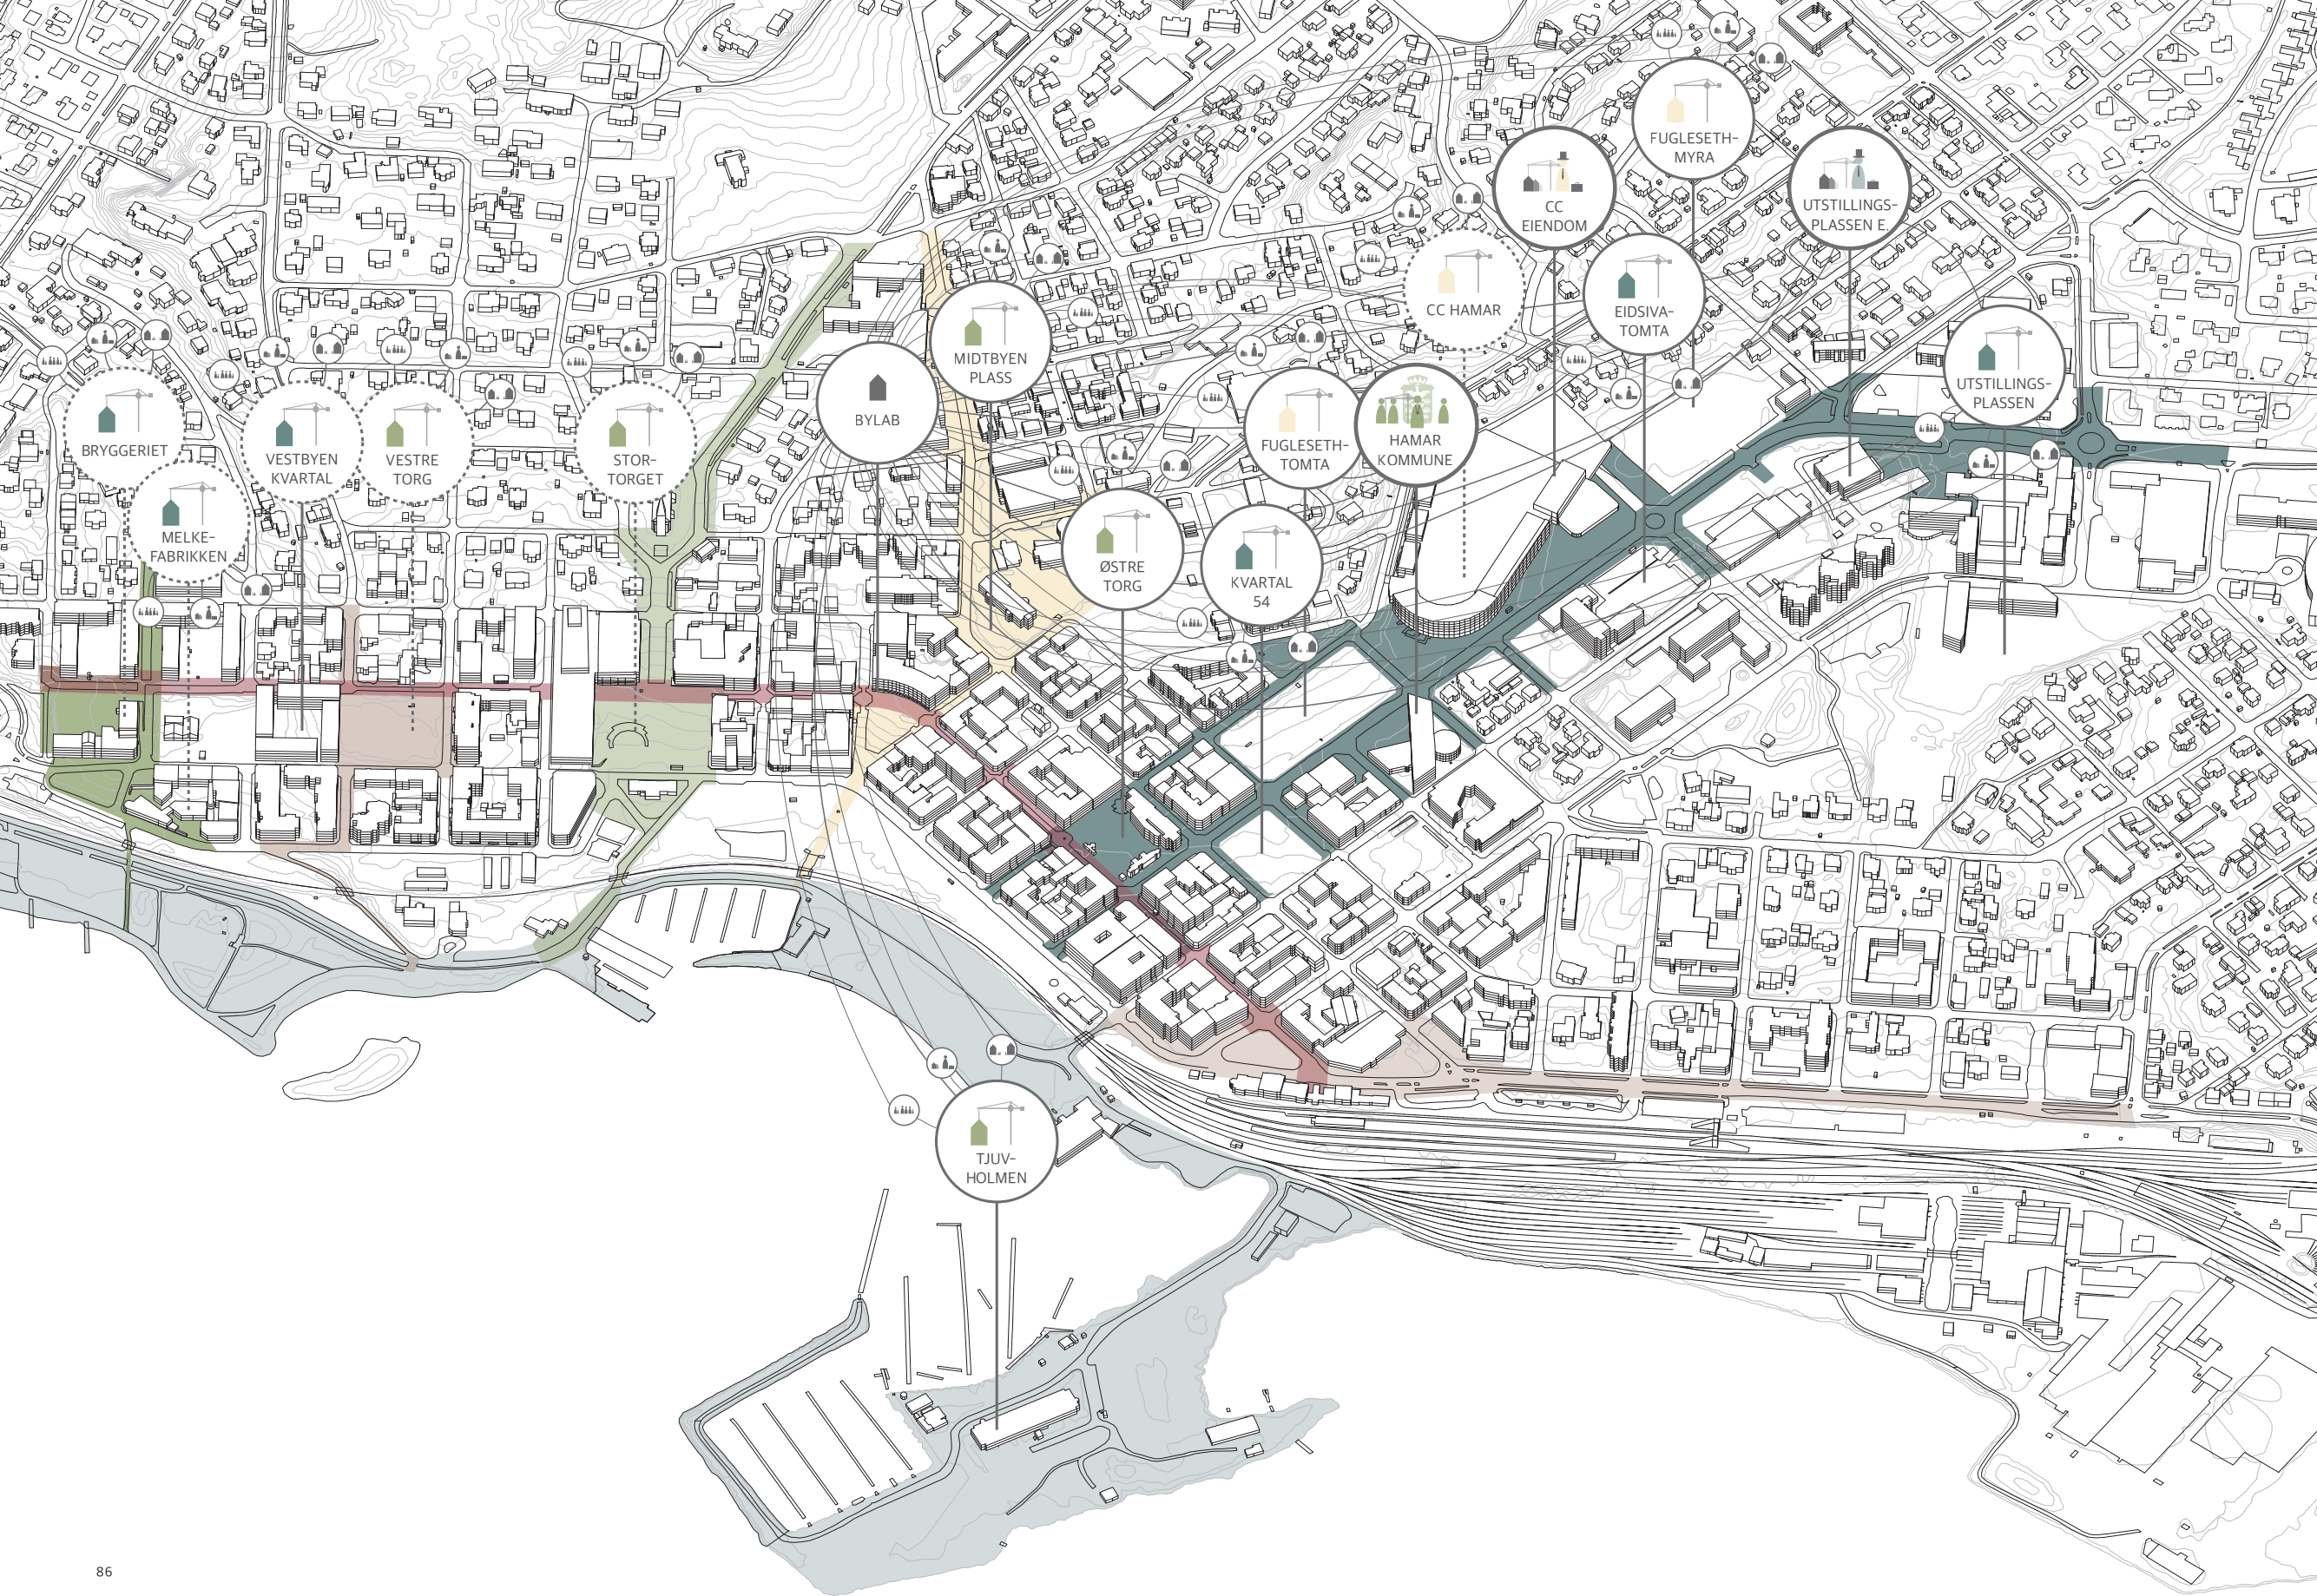 FUGLESETH-
MYRA
CC
EIENDOM
UTSTILLINGS-
PLASSEN E.
CC HAMAR
EIDSIVA-
TOMTA
MIDTBYEN
PLASS
UTSTILLINGS-
PLASSEN
BYLAB
BRYGGERIET
VESTBYEN
KVARTAL
VESTRE
TORG
STOR-
TORGET
FUGLESETH-
TOMTA
HAMAR
KOMMUNE
MELKE-
FABRIKKEN
ØSTRE
TORG
KVARTAL
54
TJUV-
HOLMEN
86